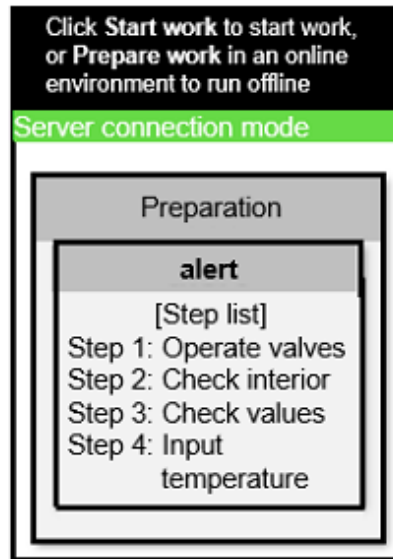 Click Start work to start work,
or Prepare work in an online
environment to run offline
Server connection mode
Preparation
alert
[Step list]
Step 1: Operate valves
Step 2: Check interior
Step 3: Check values
Step 4: Input
temperature